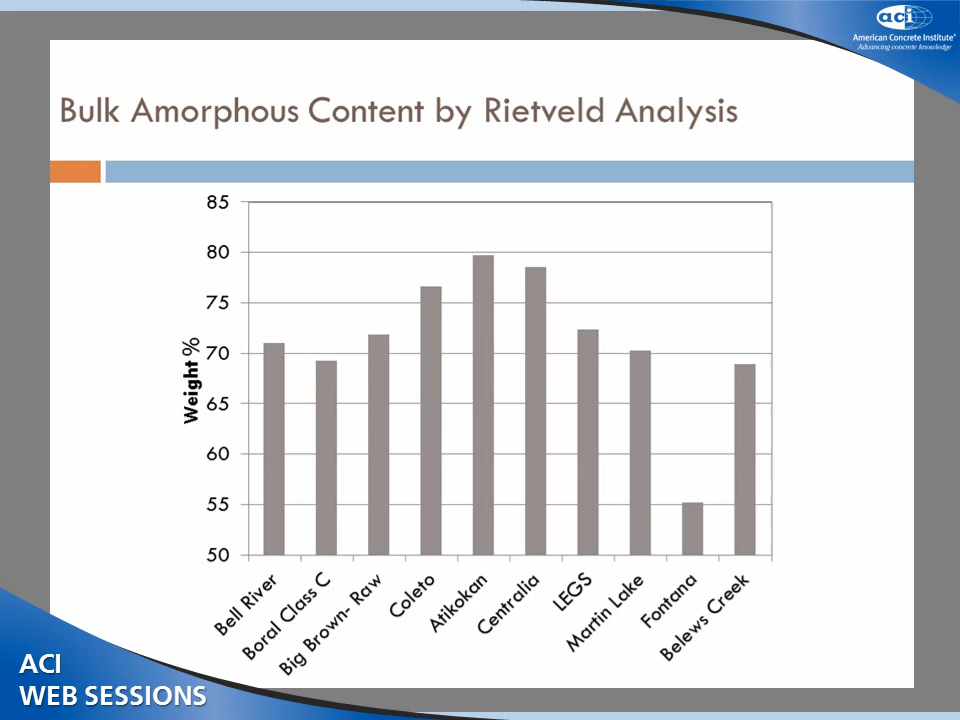 aci
American Concrete Institute®
Advancing concrete knowledge
Bulk Amorphous Content by Rietveld Analysis
85
80
75
70
65
60
55
50
Weight %
Bell River
Boral Class C
Big Brown- Raw
Coleto
Atikokan
Centralia
LEGS
Martin Lake
Fontana
Belews Creek
ACI
WEB SESSIONS